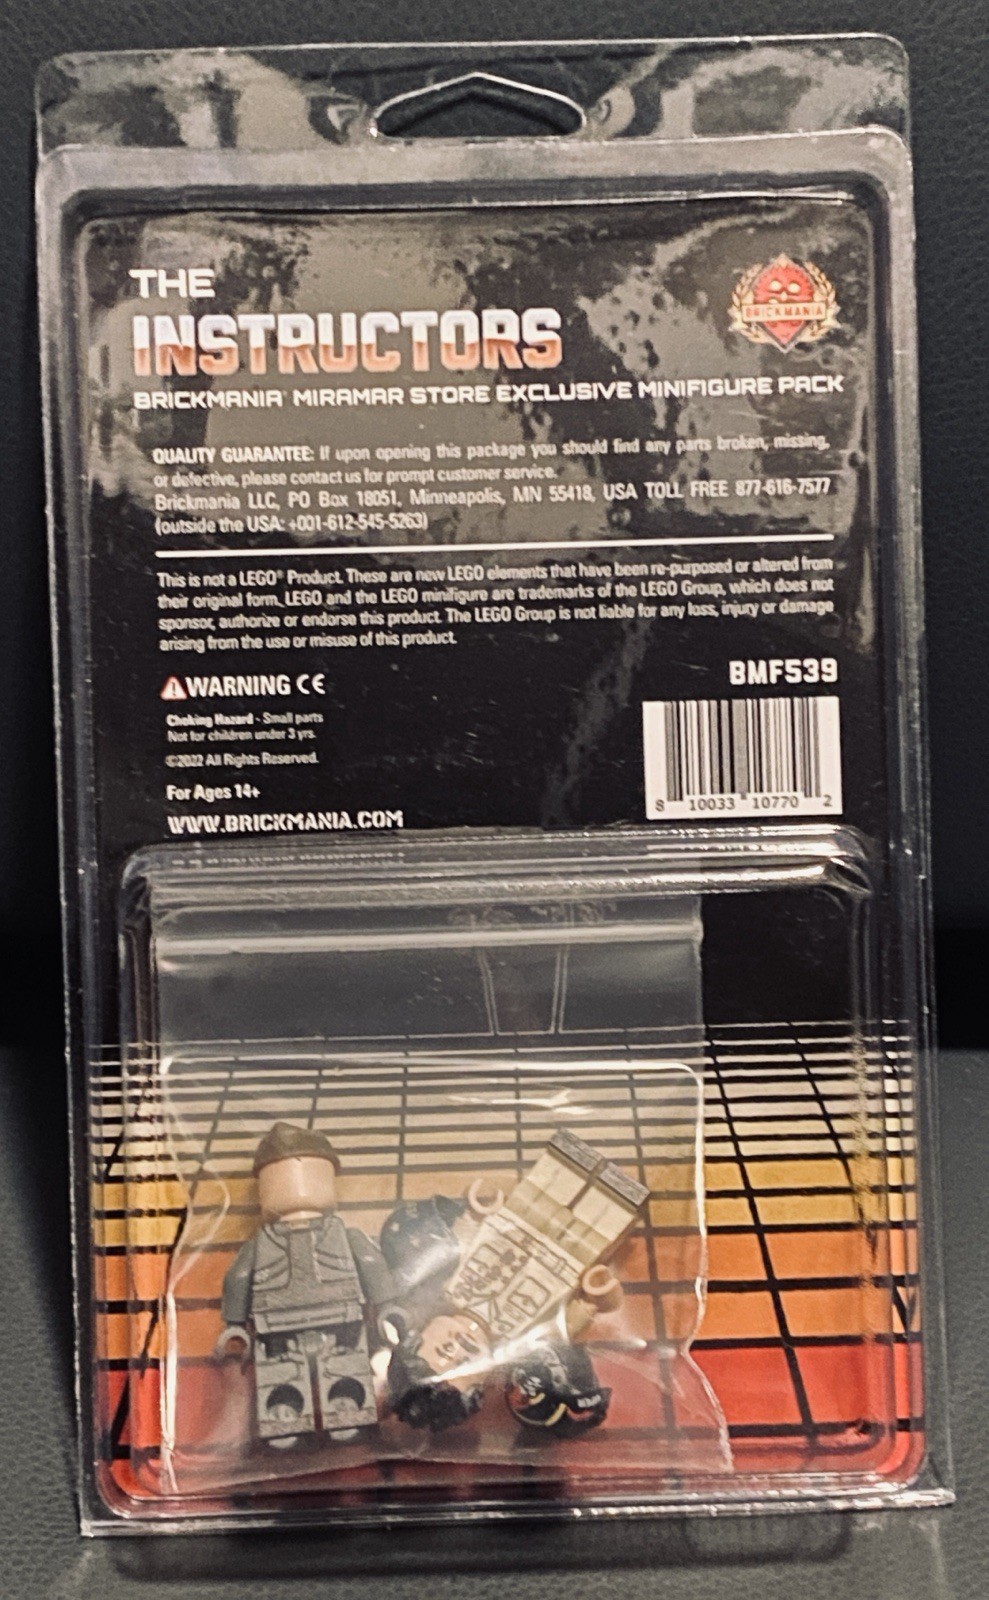 THE
INSTRUCTORS
BRICKMANIA
BRICKMANIA® MIRAMAR STORE EXCLUSIVE MINIFIGURE PACK
QUALITY GUARANTEE: If upon opening this package you should find any parts broken, missing,
or defective, please contact us for prompt customer service.
Brickmania LLC, PO Box 18051, Minneapolis, MN 55418, USA TOLL FREE 877-616-7577
(outside the USA: +001-612-545-5263)
This is not a LEGO® Product. These are new LEGO elements that have been re-purposed or altered from
their original form. LEGO and the LEGO minifigure are trademarks of the LEGO Group, which does not
sponsor, authorize or endorse this product. The LEGO Group is not liable for any loss, injury or damage
arising from the use or misuse of this product.
WARNING CE
Choking Hazard - Small parts
Not for children under 3 yrs.
©2022 All Rights Reserved.
For Ages 14+
WWW.BRICKMANIA.COM
BMF539
8 10033 10770 2